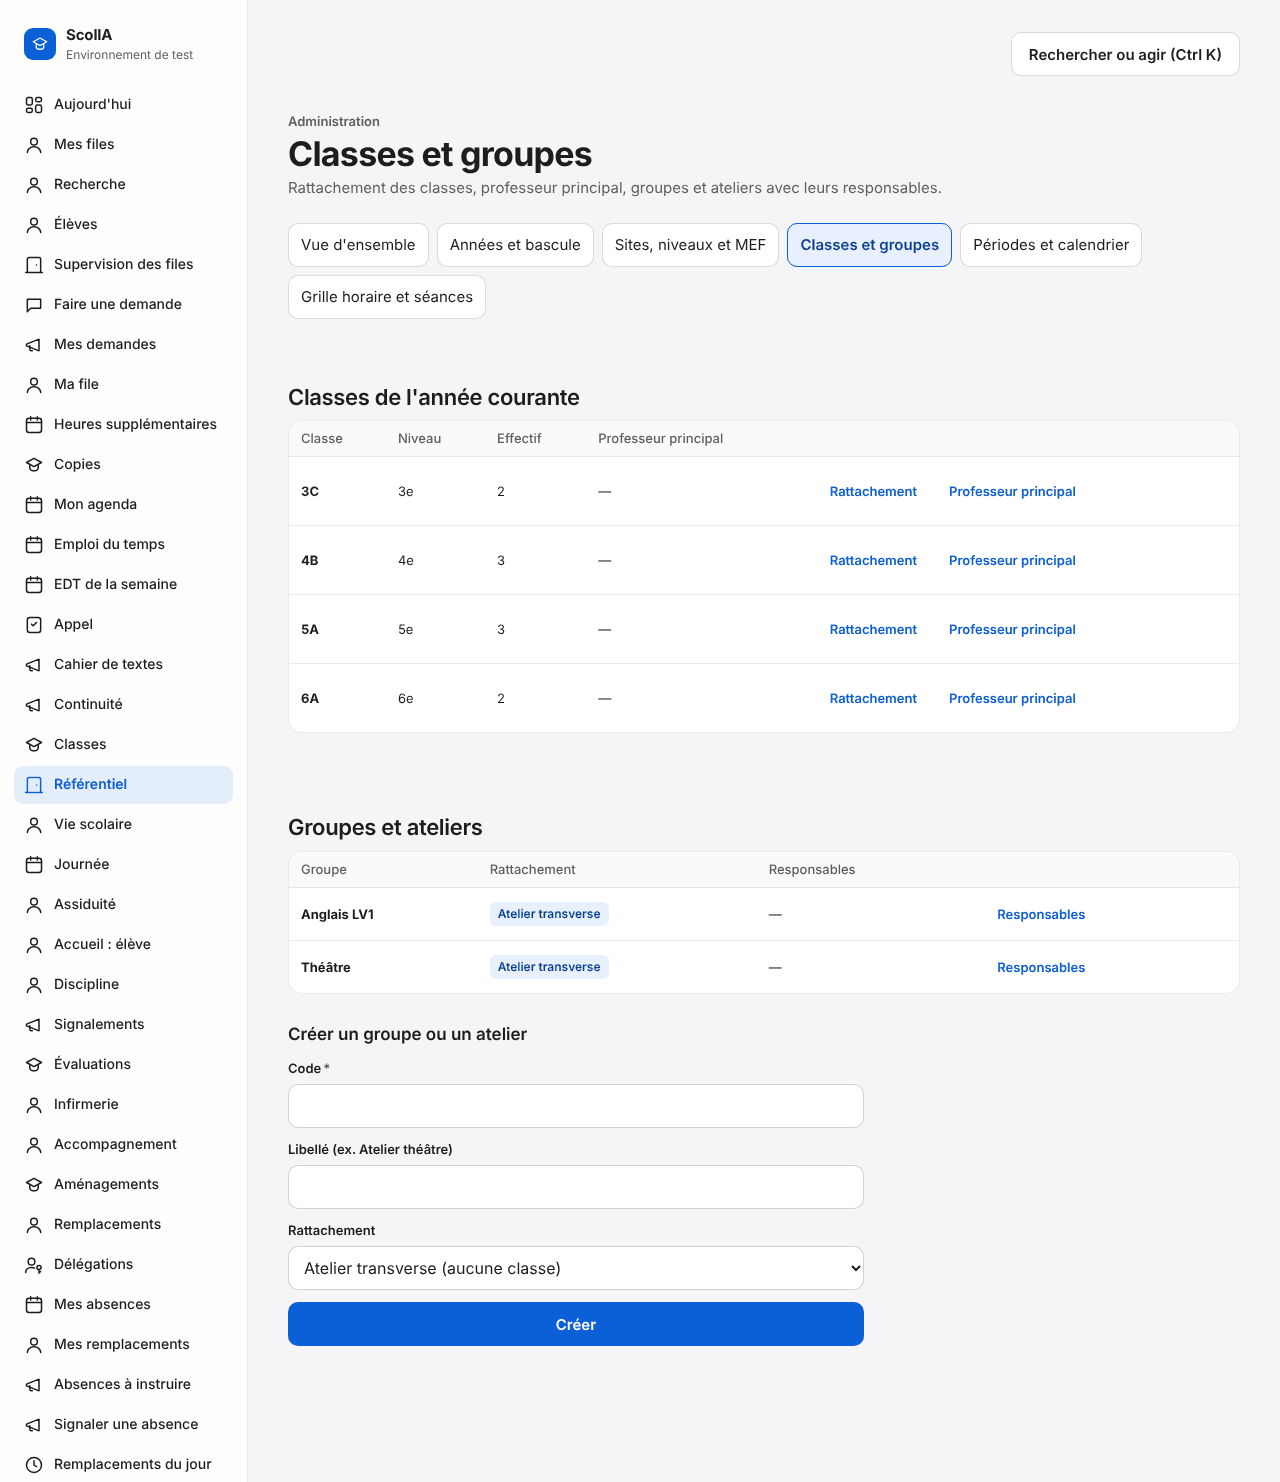 ScolIA
Environnement de test
Aujourd'hui
Mes files
Recherche
Élèves
Supervision des files
Faire une demande
Mes demandes
Ma file
Heures supplémentaires
Copies
Mon agenda
Emploi du temps
EDT de la semaine
Appel
Cahier de textes
Continuité
Classes
Référentiel
Vie scolaire
Journée
Assiduité
Accueil : élève
Discipline
Signalements
Évaluations
Infirmerie
Accompagnement
Aménagements
Remplacements
Délégations
Mes absences
Mes remplacements
Absences à instruire
Signaler une absence
Remplacements du jour
Rechercher ou agir (Ctrl K)
Administration
Classes et groupes
Rattachement des classes, professeur principal, groupes et ateliers avec leurs responsables.
Vue d'ensemble Années et bascule Sites, niveaux et MEF Classes et groupes Périodes et calendrier
Grille horaire et séances
Classes de l'année courante
Classe Niveau Effectif Professeur principal
3C 3e 2 — Rattachement Professeur principal
4B 4e 3 — Rattachement Professeur principal
5A 5e 3 — Rattachement Professeur principal
6A 6e 2 — Rattachement Professeur principal
Groupes et ateliers
Groupe Rattachement Responsables
Anglais LV1 Atelier transverse — Responsables
Théâtre Atelier transverse — Responsables
Créer un groupe ou un atelier
Code *
Libellé (ex. Atelier théâtre)
Rattachement
Atelier transverse (aucune classe)
Créer